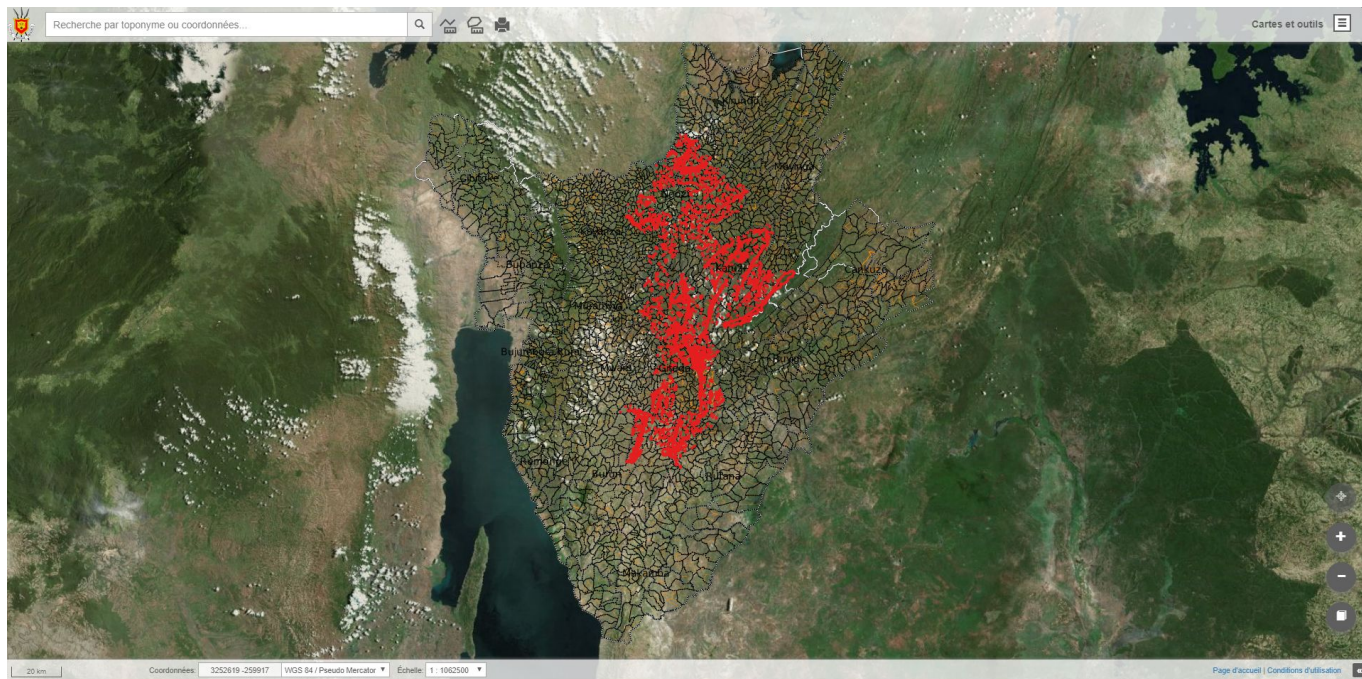 Recherche par toponyme ou coordonnées...
Cartes et outils
Kirundo
Muyinga
Cibitoke
Ngozi
Kayanza
Bubanza
Karuzi
Cankuzo
Muramvya
Bujumbura Rural
Mwaro
Gitega
Ruyigi
Rumonge
Bururi
Rutana
Makamba
20 km
Coordonnées: 3252619 -259917 WGS 84 / Pseudo Mercator Échelle 1 : 1062500
Page d'accueil | Conditions d'utilisation